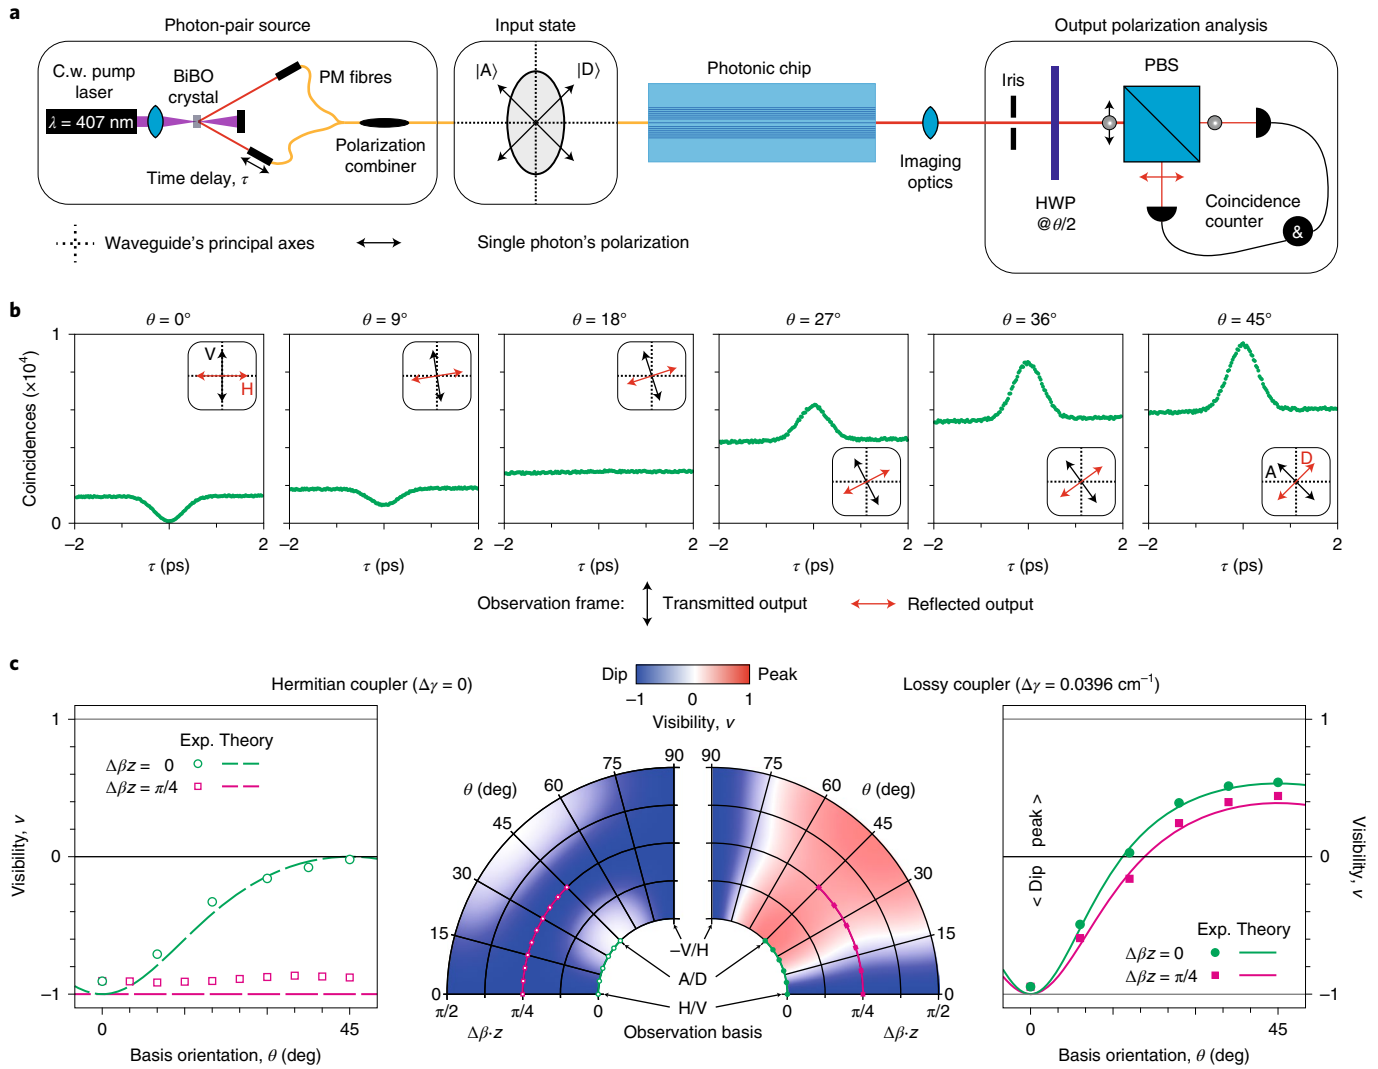 a
Photon-pair source
Input state
Output polarization analysis
C.w. pump
laser
λ = 407 nm
BiBO
crystal
PM fibres
Polarization
combiner
Time delay, τ
|A⟩
|D⟩
Photonic chip
Imaging
optics
Iris
HWP
@θ/2
PBS
Coincidence
counter
&
Waveguide's principal axes
Single photon's polarization
b
θ = 0°
θ = 9°
θ = 18°
θ = 27°
θ = 36°
θ = 45°
Coincidences (×10⁴)
1
0
V
H
A
D
−2 2
−2 2
−2 2
−2 2
−2 2
−2 2
τ (ps)
τ (ps)
τ (ps)
τ (ps)
τ (ps)
τ (ps)
Observation frame: Transmitted output Reflected output
c
Hermitian coupler (Δγ = 0)
Dip Peak
−1 0 1
Visibility, v
Lossy coupler (Δγ = 0.0396 cm⁻¹)
Visibility, v
1
0
−1
Exp. Theory
Δβz = 0
Δβz = π/4
0 45
Basis orientation, θ (deg)
θ (deg)
90
75
60
45
30
15
0
π/2 π/4 0
Δβ·z
−V/H
A/D
H/V
Observation basis
90
75
60
45
30
15
0
θ (deg)
0 π/4 π/2
Δβ·z
< Dip peak >
1
0
−1
Visibility, v
Exp. Theory
Δβz = 0
Δβz = π/4
0 45
Basis orientation, θ (deg)